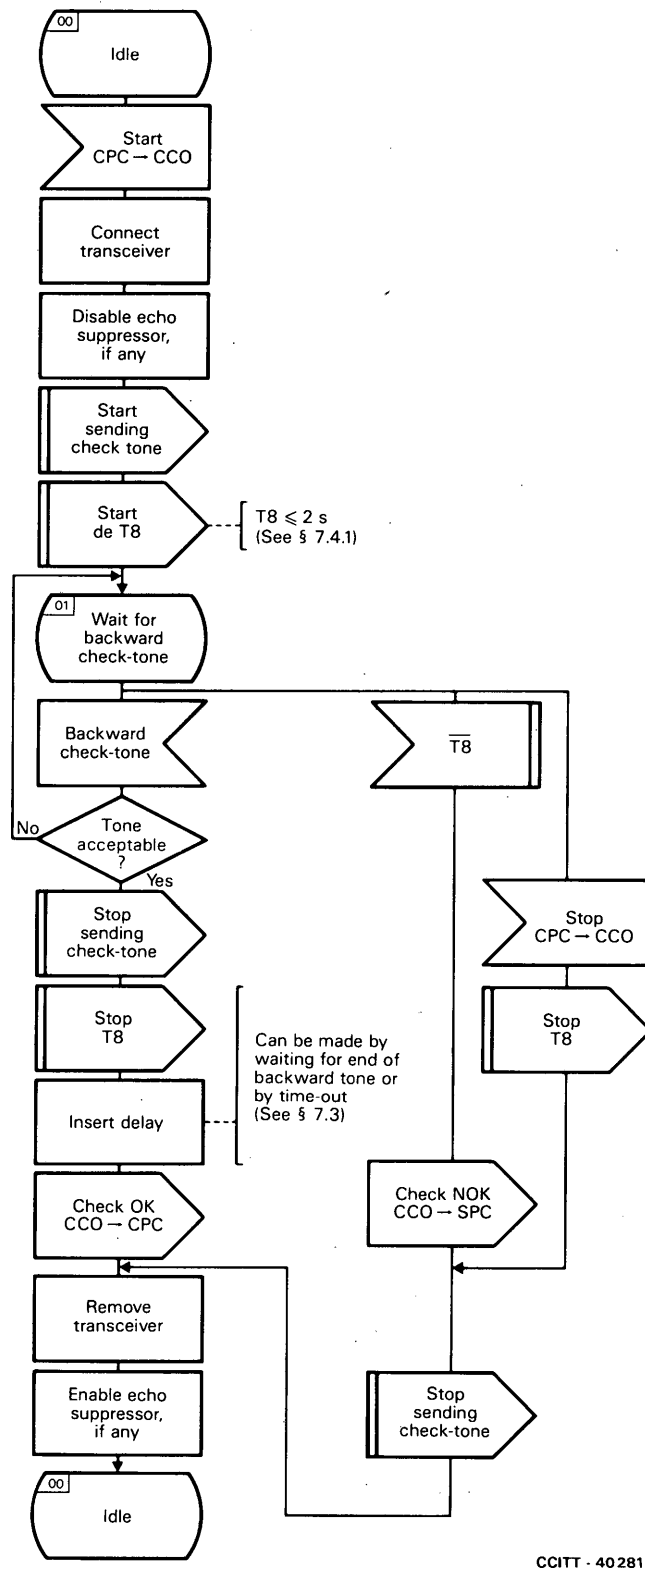 00
Idle
Start
CPC → CCO
Connect
transceiver
Disable echo
suppressor,
if any
Start
sending
check tone
Start
de T8
T8 ⩽ 2 s
(See § 7.4.1)
01
Wait for
backward
check-tone
Backward
check-tone
T8
No
Tone
acceptable
?
Yes
Stop
sending
check-tone
Stop
CPC → CCO
Stop
T8
Stop
T8
Can be made by
waiting for end of
backward tone or
by time-out
(See § 7.3)
Insert delay
Check OK
CCO → CPC
Check NOK
CCO → SPC
Remove
transceiver
Enable echo
suppressor,
if any
Stop
sending
check-tone
00
Idle
CCITT - 40281